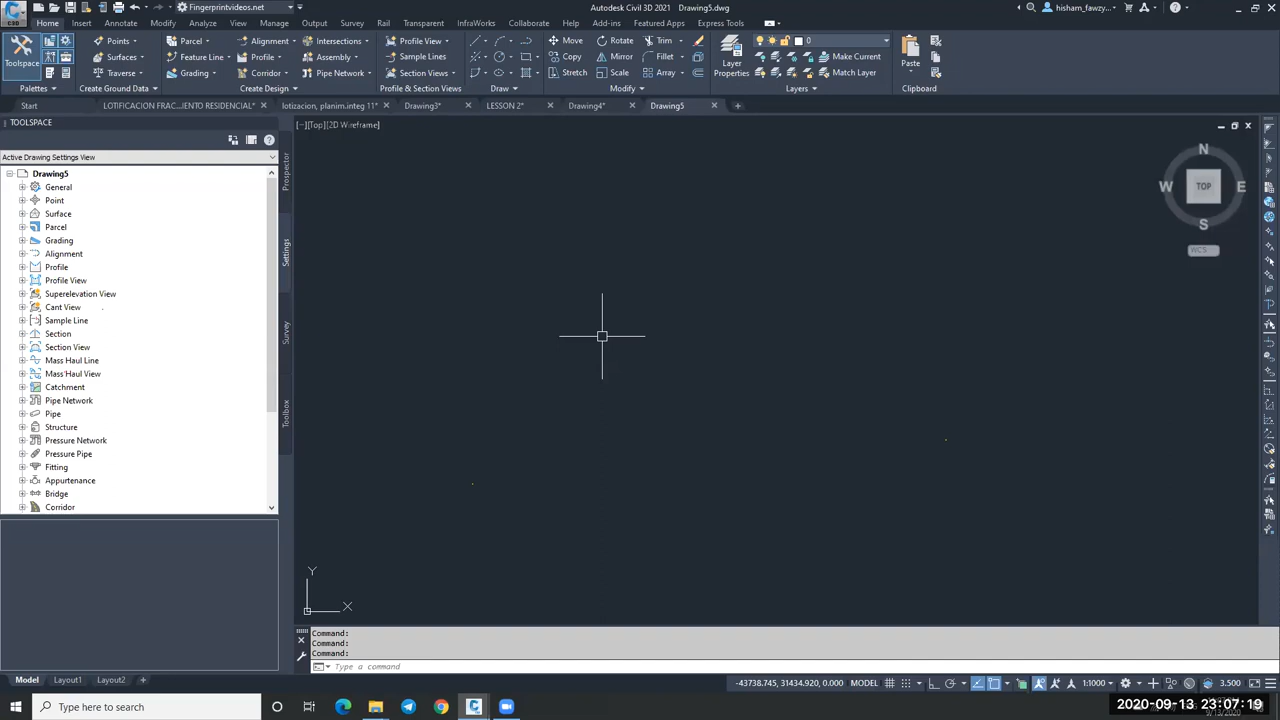 Fingerprintvideos.net
Autodesk Civil 3D 2021   Drawing5.dwg
hisham_fawzy...
C3D
Home Insert Annotate Modify Analyze View Manage Output Survey Rail Transparent InfraWorks Collaborate Help Add-ins Featured Apps Express Tools
Toolspace
Points
Surfaces
Traverse
Parcel
Feature Line
Grading
Alignment
Profile
Corridor
Intersections
Assembly
Pipe Network
Profile View
Sample Lines
Section Views
Move
Copy
Stretch
Rotate
Mirror
Scale
Trim
Fillet
Array
Layer
Properties
0
Make Current
Match Layer
Paste
Palettes
Create Ground Data
Create Design
Profile & Section Views
Draw
Modify
Layers
Clipboard
Start
LOTIFICACION FRAC...IENTO RESIDENCIAL*
lotizacion, planim.integ 11*
Drawing3*
LESSON 2*
Drawing4*
Drawing5
TOOLSPACE
Active Drawing Settings View
Drawing5
General
Point
Surface
Parcel
Grading
Alignment
Profile
Profile View
Superelevation View
Cant View
Sample Line
Section
Section View
Mass Haul Line
Mass Haul View
Catchment
Pipe Network
Pipe
Structure
Pressure Network
Pressure Pipe
Fitting
Appurtenance
Bridge
Corridor
Prospector
Settings
Survey
Toolbox
[−][Top][2D Wireframe]
N
W TOP E
S
WCS
Y
X
Command:
Command:
Command:
Type a command
Model Layout1 Layout2
-43738.745, 31434.920, 0.000 MODEL
1:1000
3.500
Type here to search
2020-09-13 23:07:19
9/13/2020